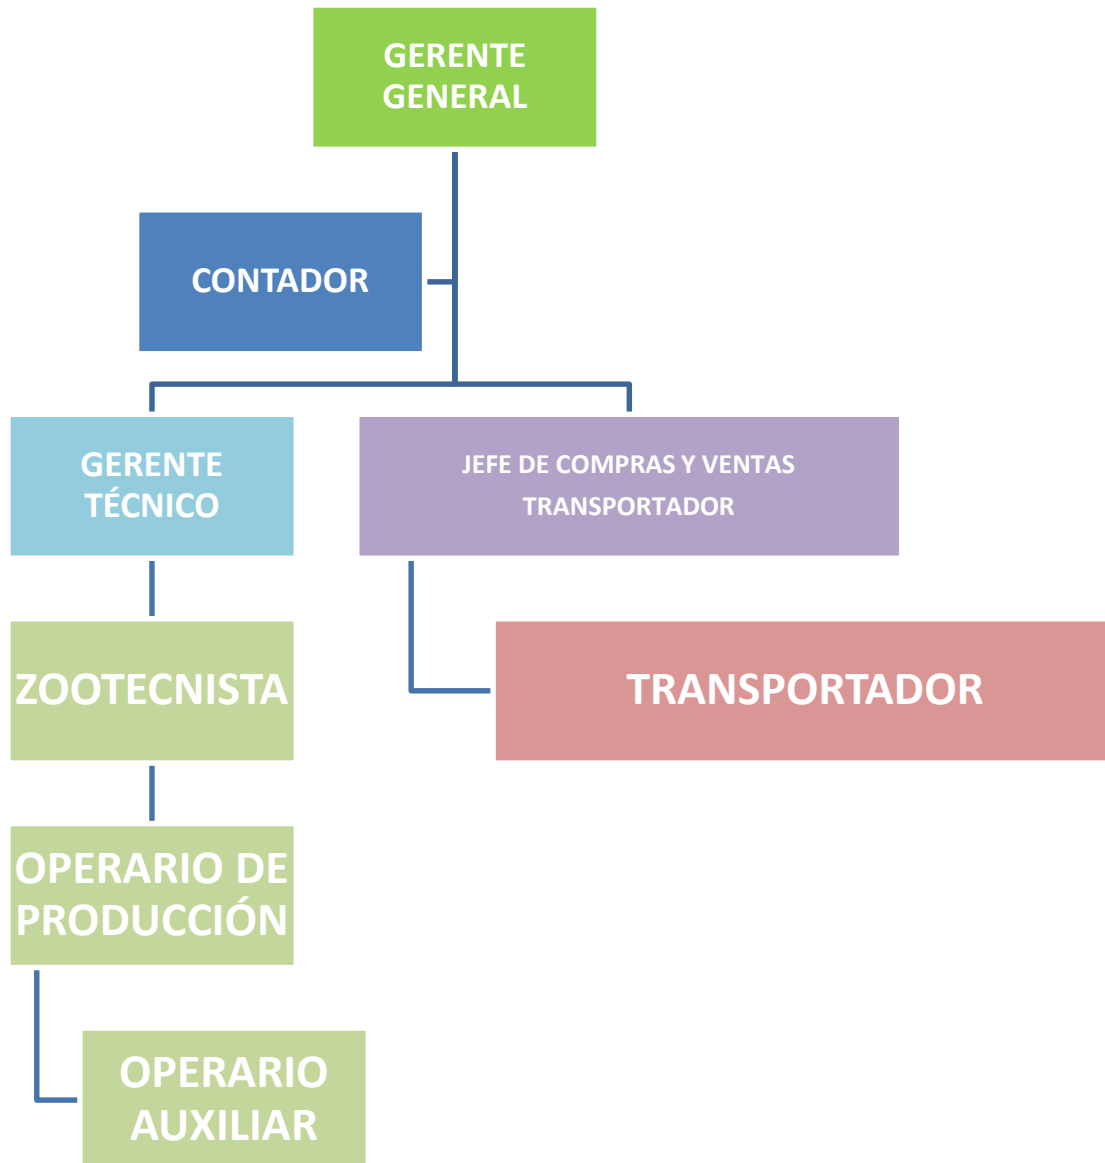 GERENTE
GENERAL
CONTADOR
GERENTE
TÉCNICO
JEFE DE COMPRAS Y VENTAS
TRANSPORTADOR
ZOOTECNISTA
TRANSPORTADOR
OPERARIO DE
PRODUCCIÓN
OPERARIO
AUXILIAR